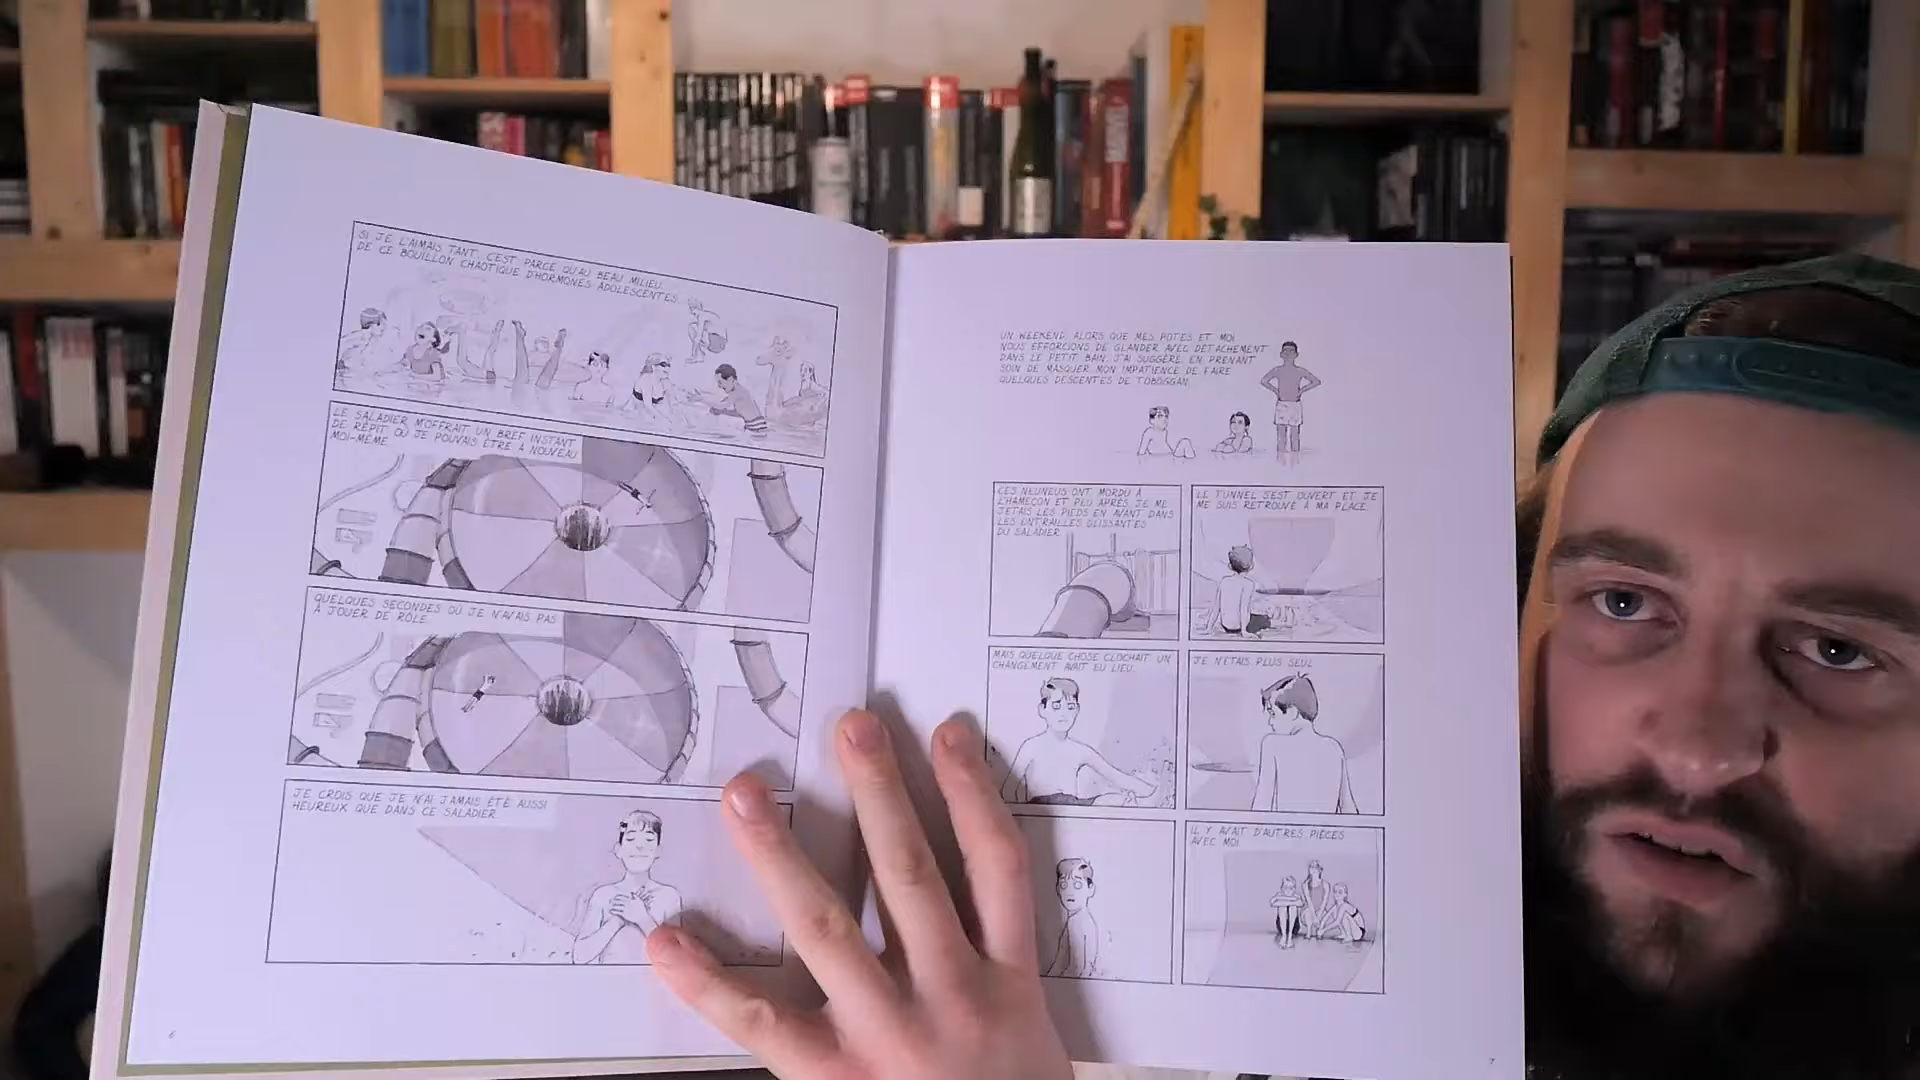 SI JE L'AIMAIS TANT, C'EST PARCE QU'AU BEAU MILIEU
DE CE BOUILLON CHAOTIQUE D'HORMONES ADOLESCENTES...
LE SALADIER M'OFFRAIT UN BREF INSTANT
DE RÉPIT OÙ JE POUVAIS ÊTRE À NOUVEAU
MOI-MÊME.
QUELQUES SECONDES OÙ JE N'AVAIS PAS
À JOUER DE RÔLE.
JE CROIS QUE JE N'AI JAMAIS ÉTÉ AUSSI
HEUREUX QUE DANS CE SALADIER.
6
UN WEEKEND, ALORS QUE MES POTES ET MOI
NOUS EFFORCIONS DE GLANDER AVEC DÉTACHEMENT
DANS LE PETIT BAIN, J'AI SUGGÉRÉ, EN PRENANT
SOIN DE MASQUER MON IMPATIENCE, DE FAIRE
QUELQUES DESCENTES DE TOBOGGAN.
CES NEUNEUS ONT MORDU À
L'HAMEÇON ET PEU APRÈS, JE ME
JETAIS LES PIEDS EN AVANT DANS
LES ENTRAILLES GLISSANTES
DU SALADIER.
LE TUNNEL S'EST OUVERT ET JE
ME SUIS RETROUVÉ À MA PLACE.
MAIS QUELQUE CHOSE CLOCHAIT. UN
CHANGEMENT AVAIT EU LIEU.
JE N'ÉTAIS PLUS SEUL.
IL Y AVAIT D'AUTRES PIÈCES
AVEC MOI.
7